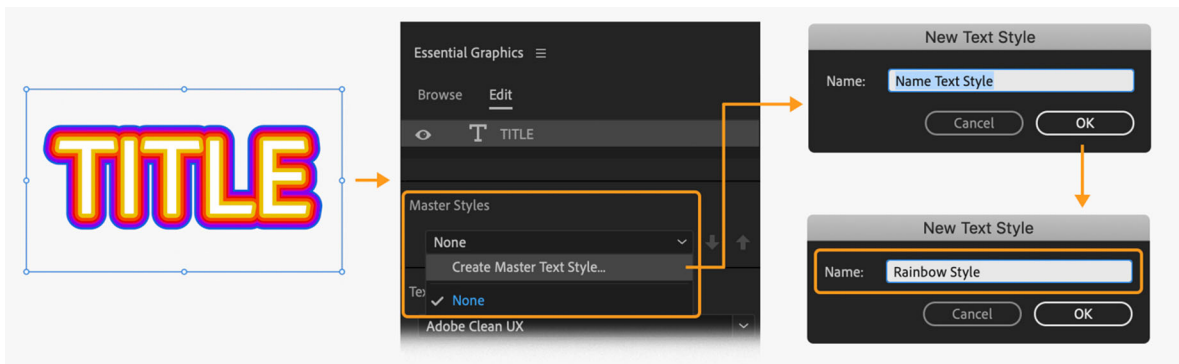 TITLE
Essential Graphics
Browse Edit
TITLE
Master Styles
None
Create Master Text Style...
None
Adobe Clean UX
New Text Style
Name: Name Text Style
Cancel OK
New Text Style
Name: Rainbow Style
Cancel OK